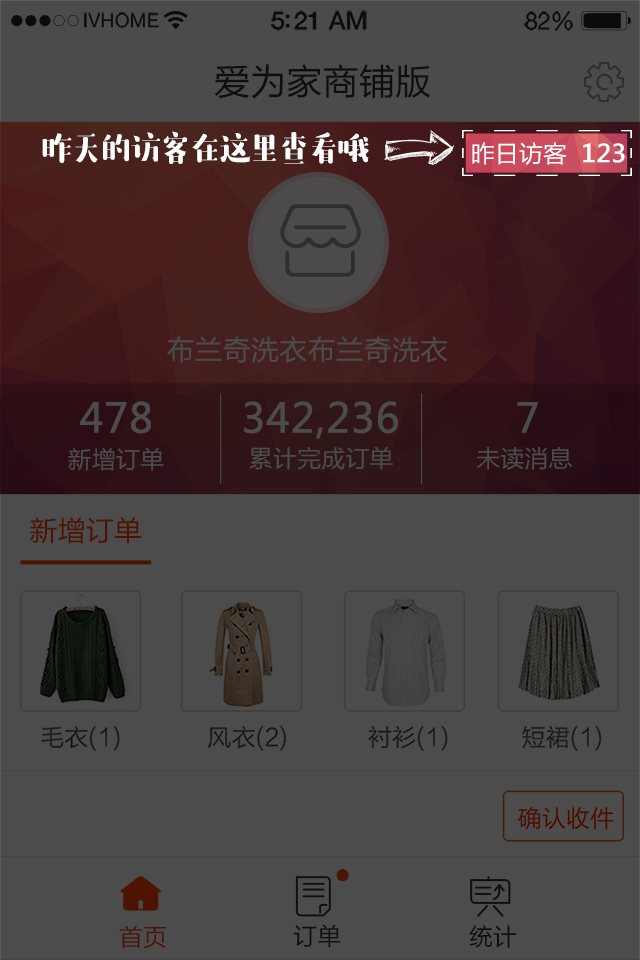 IVHOME 5:21 AM 82%
爱为家商铺版
昨天的访客在这里查看哦
昨日访客 123
布兰奇洗衣布兰奇洗衣
478 342,236 7
新增订单 累计完成订单 未读消息
新增订单
毛衣(1) 风衣(2) 衬衫(1) 短裙(1)
确认收件
首页 订单 统计